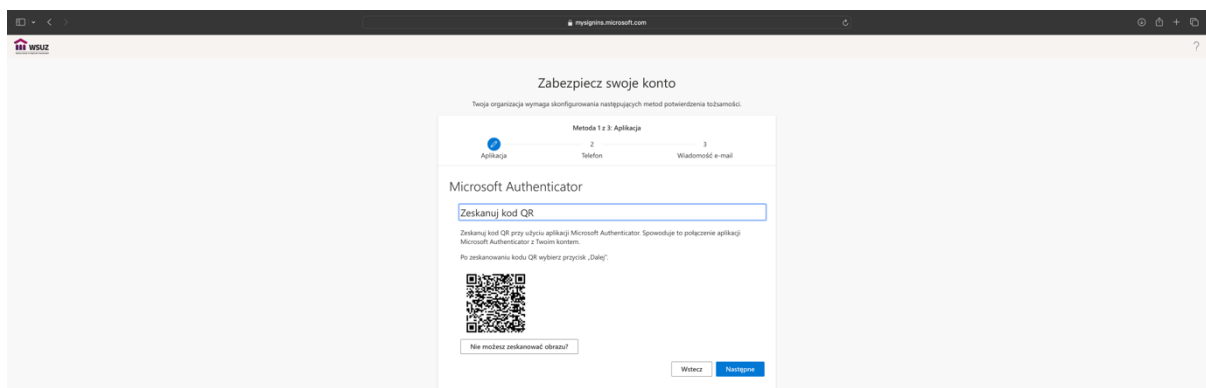 mysignins.microsoft.com
WSUZ
?
Zabezpiecz swoje konto
Twoja organizacja wymaga skonfigurowania następujących metod potwierdzenia tożsamości.
Metoda 1 z 3: Aplikacja
2
3
Aplikacja
Telefon
Wiadomość e-mail
Microsoft Authenticator
Zeskanuj kod QR
Zeskanuj kod QR przy użyciu aplikacji Microsoft Authenticator. Spowoduje to połączenie aplikacji
Microsoft Authenticator z Twoim kontem.
Po zeskanowaniu kodu QR wybierz przycisk „Dalej”.
Nie możesz zeskanować obrazu?
Wstecz
Następne